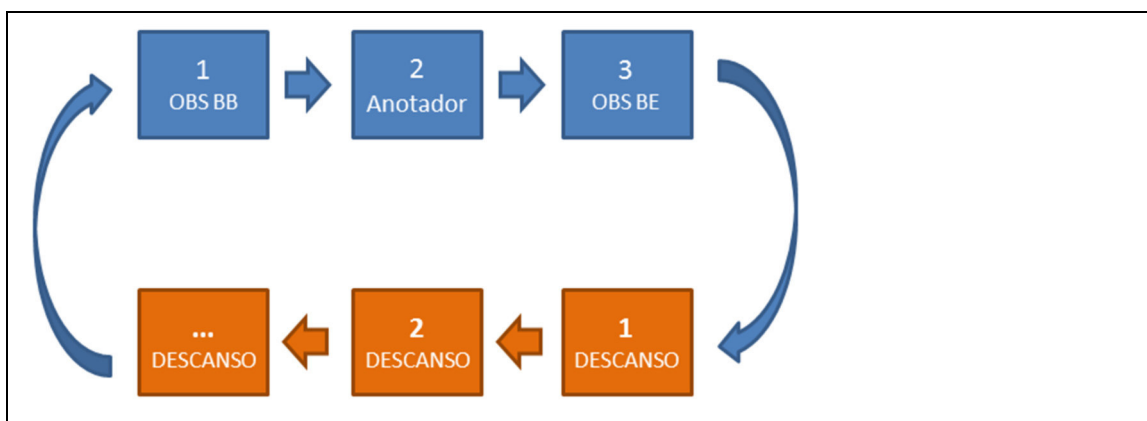 1
OBS BB
2
Anotador
3
OBS BE
...
DESCANSO
2
DESCANSO
1
DESCANSO